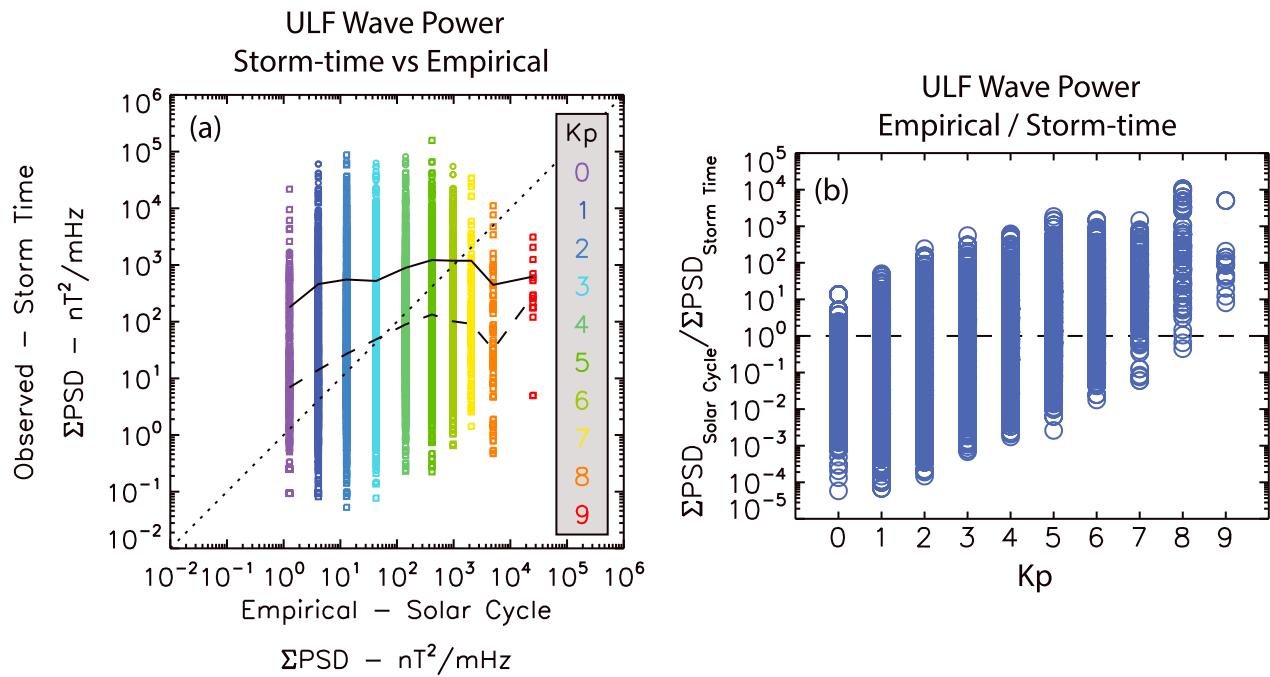 ULF Wave Power
Storm-time vs Empirical
(a)
Kp
0
1
2
3
4
5
6
7
8
9
10⁶
10⁵
10⁴
10³
10²
10¹
10⁰
10⁻¹
10⁻²
Observed – Storm Time
ΣPSD – nT²/mHz
10⁻² 10⁻¹ 10⁰ 10¹ 10² 10³ 10⁴ 10⁵ 10⁶
Empirical – Solar Cycle
ΣPSD – nT²/mHz
ULF Wave Power
Empirical / Storm-time
(b)
10⁵
10⁴
10³
10²
10¹
10⁰
10⁻¹
10⁻²
10⁻³
10⁻⁴
10⁻⁵
ΣPSD Solar Cycle/ΣPSD Storm Time
0 1 2 3 4 5 6 7 8 9
Kp